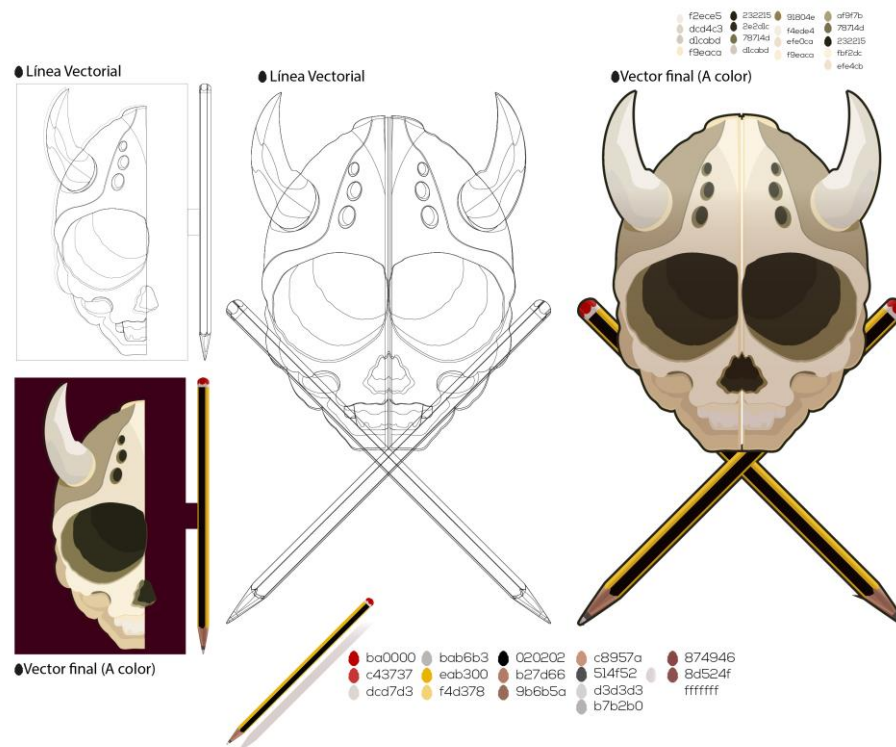 f2ece5 232215 91804e af9f7b
dcd4c3 2e2d1c f4ede4 78714d
d1cabd 78714d efe0ca 232215
f9eaca d1cabd f9eaca fbf2dc
efe4cb
Línea Vectorial
Línea Vectorial
Vector final (A color)
Vector final (A color)
ba0000 bab6b3 020202 c8957a 874946
c43737 eab300 b27d66 514f52 8d524f
dcd7d3 f4d378 9b6b5a d3d3d3 fffffff
b7b2b0